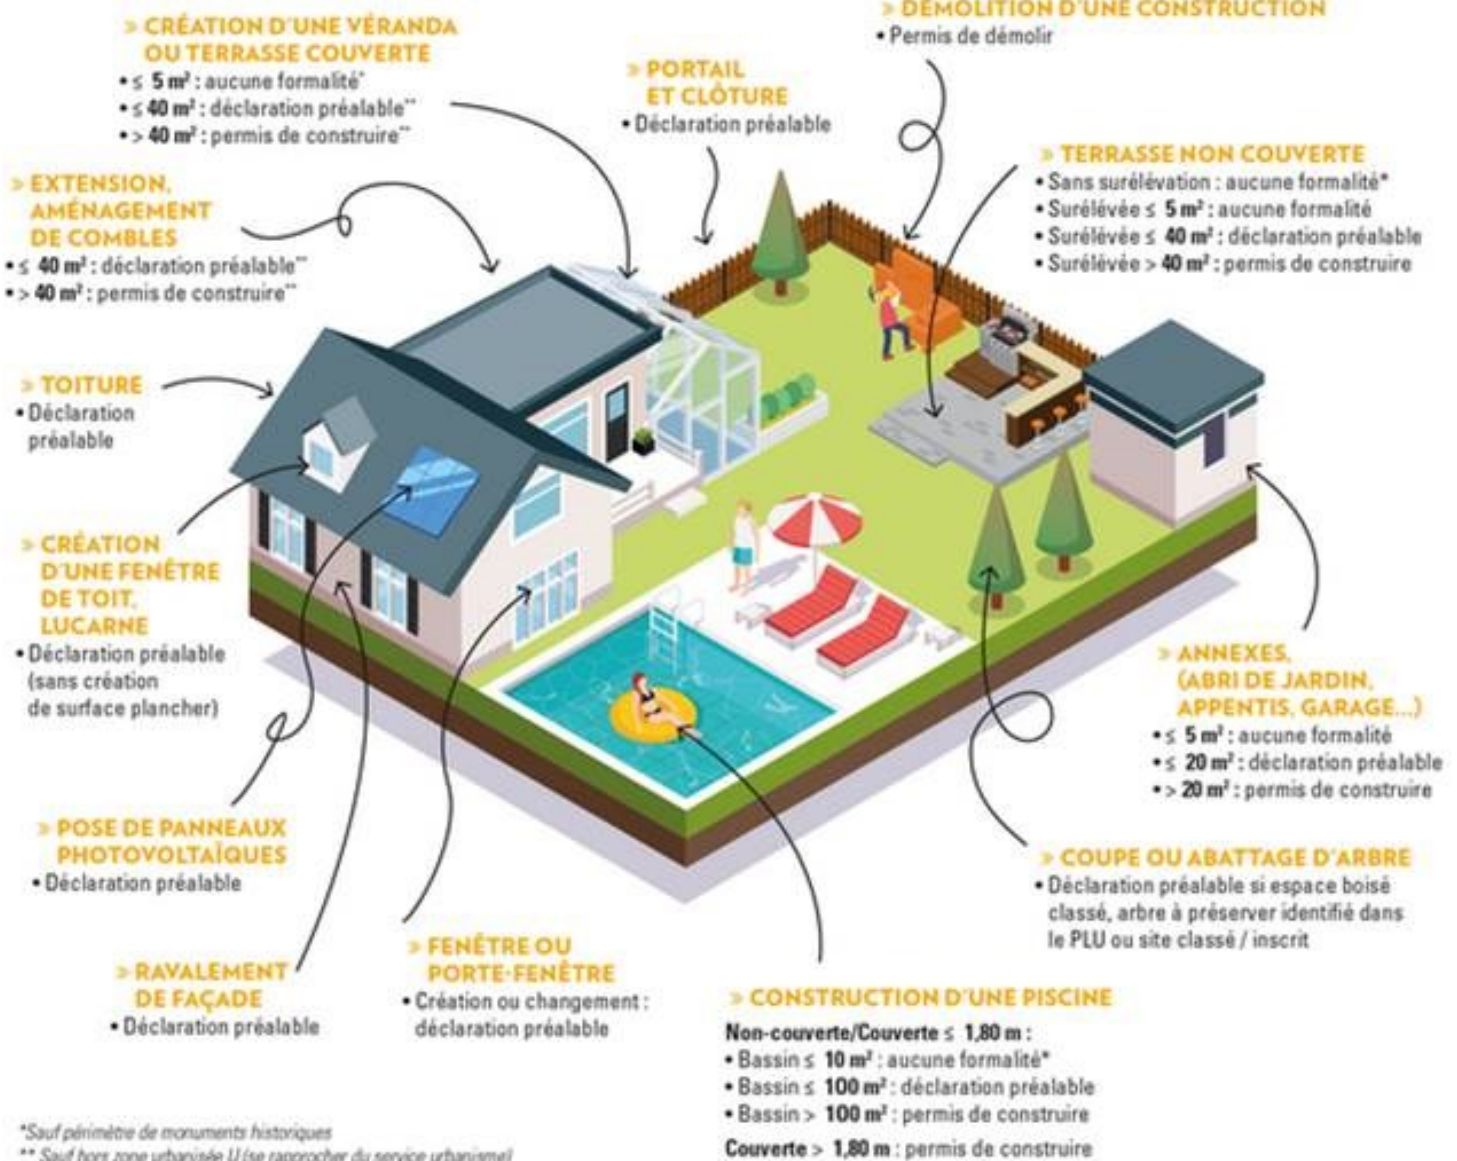 » CRÉATION D'UNE VÉRANDA
OU TERRASSE COUVERTE
• ≤ 5 m² : aucune formalité*
• ≤ 40 m² : déclaration préalable**
• > 40 m² : permis de construire**
» DÉMOLITION D'UNE CONSTRUCTION
• Permis de démolir
» PORTAIL
ET CLÔTURE
• Déclaration préalable
» TERRASSE NON COUVERTE
• Sans surélévation : aucune formalité*
• Surélévée ≤ 5 m² : aucune formalité
• Surélévée ≤ 40 m² : déclaration préalable
• Surélévée > 40 m² : permis de construire
» EXTENSION,
AMÉNAGEMENT
DE COMBLES
• ≤ 40 m² : déclaration préalable**
• > 40 m² : permis de construire**
» TOITURE
• Déclaration
préalable
» CRÉATION
D'UNE FENÊTRE
DE TOIT,
LUCARNE
• Déclaration préalable
(sans création
de surface plancher)
» ANNEXES,
(ABRI DE JARDIN,
APPENTIS, GARAGE...)
• ≤ 5 m² : aucune formalité
• ≤ 20 m² : déclaration préalable
• > 20 m² : permis de construire
» POSE DE PANNEAUX
PHOTOVOLTAÏQUES
• Déclaration préalable
» COUPE OU ABATTAGE D'ARBRE
• Déclaration préalable si espace boisé
classé, arbre à préserver identifié dans
le PLU ou site classé / inscrit
» RAVALEMENT
DE FAÇADE
• Déclaration préalable
» FENÊTRE OU
PORTE-FENÊTRE
• Création ou changement :
déclaration préalable
» CONSTRUCTION D'UNE PISCINE
Non-couverte/Couverte ≤ 1,80 m :
• Bassin ≤ 10 m² : aucune formalité*
• Bassin ≤ 100 m² : déclaration préalable
• Bassin > 100 m² : permis de construire
Couverte > 1,80 m : permis de construire
*Sauf périmètre de monuments historiques
** Sauf hors zone urbanisée U (se rapprocher du service urbanisme)